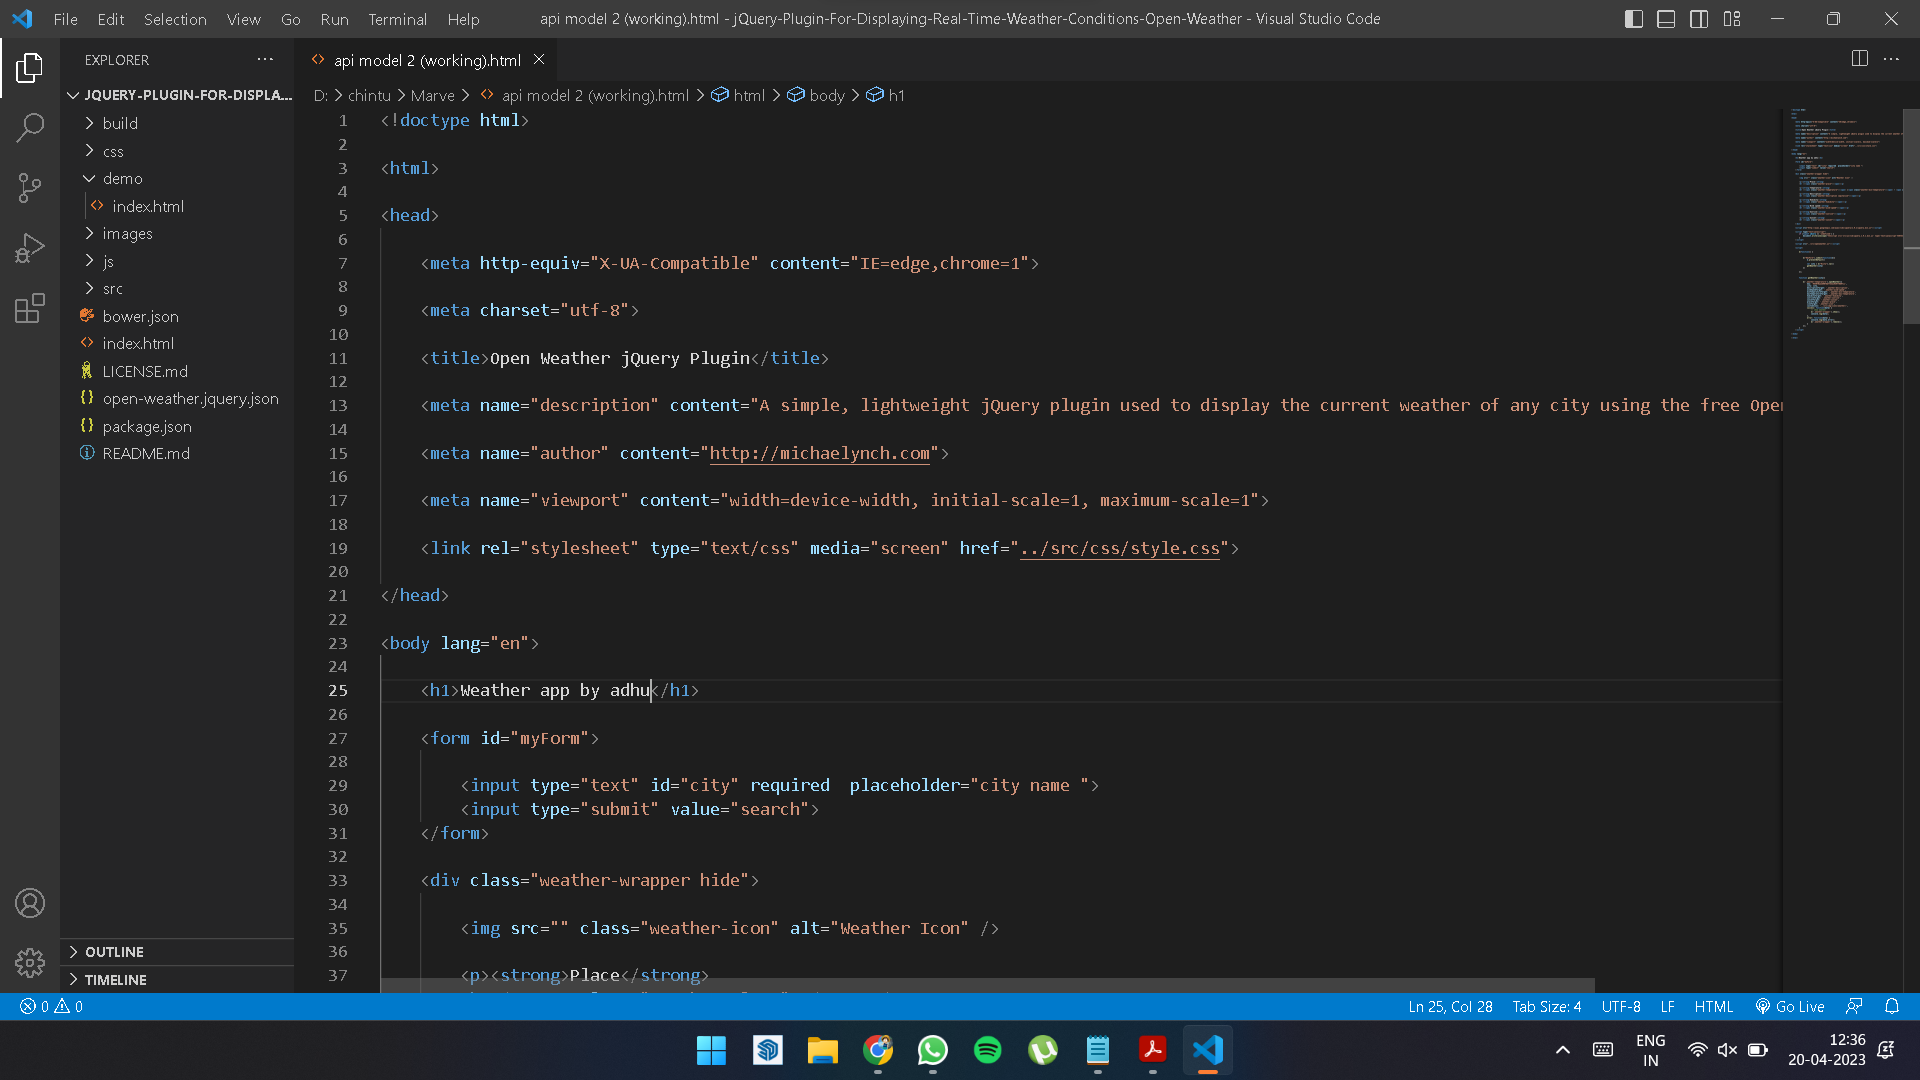 File Edit Selection View Go Run Terminal Help
api model 2 (working).html - jQuery-Plugin-For-Displaying-Real-Time-Weather-Conditions-Open-Weather - Visual Studio Code
EXPLORER ...
JQUERY-PLUGIN-FOR-DISPLA...
build
css
demo
index.html
images
js
src
bower.json
index.html
LICENSE.md
open-weather.jquery.json
package.json
README.md
OUTLINE
TIMELINE
api model 2 (working).html
D: > chintu > Marve > api model 2 (working).html > html > body > h1
1 <!doctype html>
2
3 <html>
4
5 <head>
6
7 <meta http-equiv="X-UA-Compatible" content="IE=edge,chrome=1">
8
9 <meta charset="utf-8">
10
11 <title>Open Weather jQuery Plugin</title>
12
13 <meta name="description" content="A simple, lightweight jQuery plugin used to display the current weather of any city using the free Ope
14
15 <meta name="author" content="http://michaelynch.com">
16
17 <meta name="viewport" content="width=device-width, initial-scale=1, maximum-scale=1">
18
19 <link rel="stylesheet" type="text/css" media="screen" href="../src/css/style.css">
20
21 </head>
22
23 <body lang="en">
24
25 <h1>Weather app by adhu</h1>
26
27 <form id="myForm">
28
29 <input type="text" id="city" required  placeholder="city name ">
30 <input type="submit" value="search">
31 </form>
32
33 <div class="weather-wrapper hide">
34
35 <img src="" class="weather-icon" alt="Weather Icon" />
36
37 <p><strong>Place</strong>
0 0
Ln 25, Col 28 Tab Size: 4 UTF-8 LF HTML Go Live
ENG
IN
12:36
20-04-2023